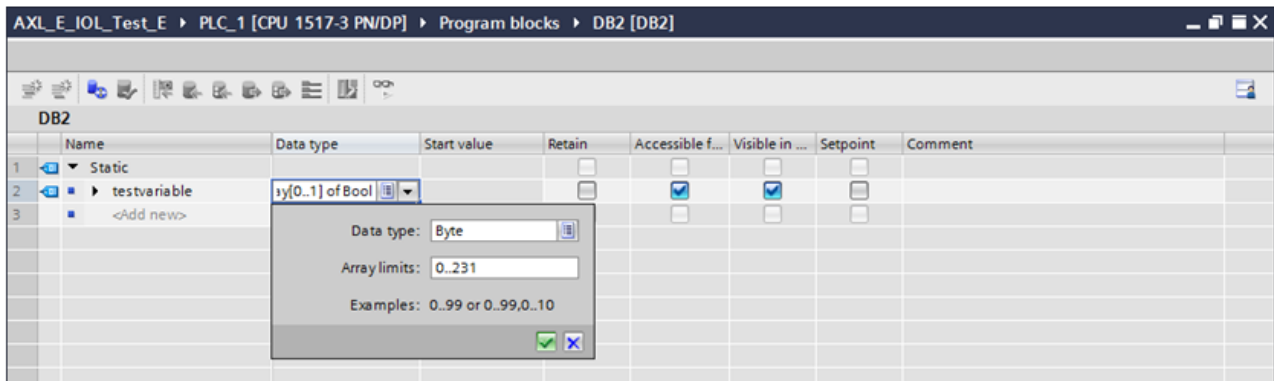 AXL_E_IOL_Test_E ▸ PLC_1 [CPU 1517-3 PN/DP] ▸ Program blocks ▸ DB2 [DB2]
DB2
Name Data type Start value Retain Accessible f... Visible in ... Setpoint Comment
1 Static
2 testvariable ay[0..1] of Bool
3 <Add new>
Data type: Byte
Array limits: 0..231
Examples: 0..99 or 0..99,0..10